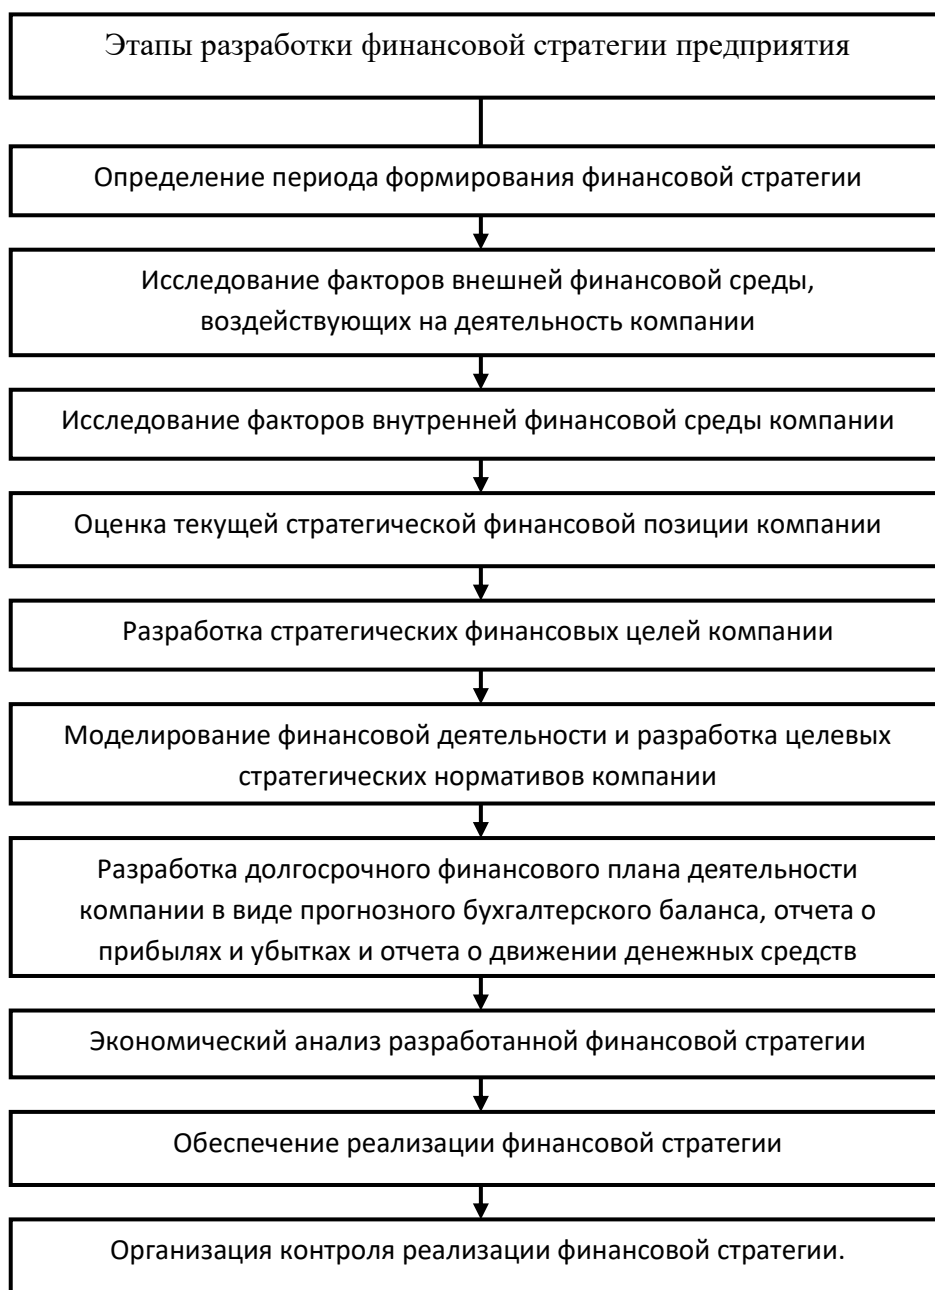 Этапы разработки финансовой стратегии предприятия
Определение периода формирования финансовой стратегии
Исследование факторов внешней финансовой среды,
воздействующих на деятельность компании
Исследование факторов внутренней финансовой среды компании
Оценка текущей стратегической финансовой позиции компании
Разработка стратегических финансовых целей компании
Моделирование финансовой деятельности и разработка целевых
стратегических нормативов компании
Разработка долгосрочного финансового плана деятельности
компании в виде прогнозного бухгалтерского баланса, отчета о
прибылях и убытках и отчета о движении денежных средств
Экономический анализ разработанной финансовой стратегии
Обеспечение реализации финансовой стратегии
Организация контроля реализации финансовой стратегии.